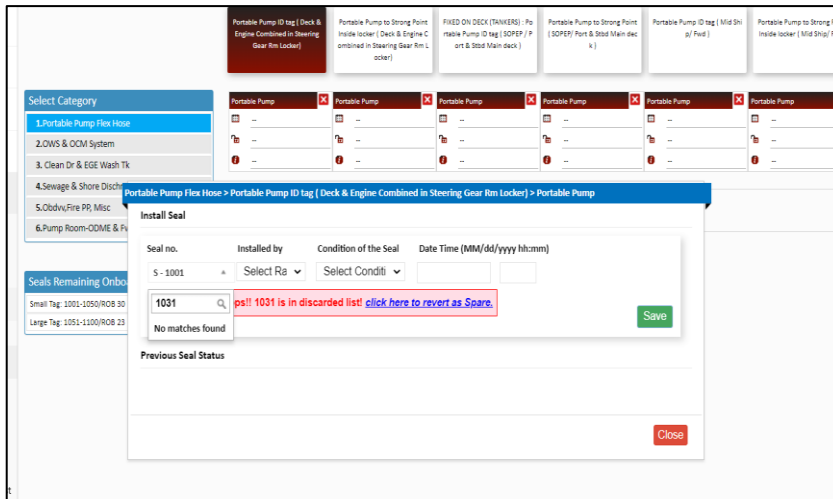 Portable Pump ID tag ( Deck &
Engine Combined in Steering
Gear Rm Locker)
Portable Pump to Strong Point
Inside locker ( Deck & Engine C
ombined in Steering Gear Rm L
ocker)
FIXED ON DECK (TANKERS) : Po
rtable Pump ID tag ( SOPEP / P
ort & Stbd Main deck )
Portable Pump to Strong Point
( SOPEP/ Port & Stbd Main dec
k )
Portable Pump ID tag ( Mid Shi
p/ Fwd )
Portable Pump to Strong
Inside locker ( Mid Ship/
Select Category
1.Portable Pump Flex Hose
2.OWS & OCM System
3. Clean Dr & EGE Wash Tk
4.Sewage & Shore
5.Obdvv,Fire PP, Misc
6.Pump Room-ODME &
Portable Pump
--
--
--
Portable Pump
--
--
--
Portable Pump
--
--
--
Portable Pump
--
--
--
Portable Pump
--
--
--
Portable Pump
--
--
--
Portable Pump Flex Hose > Portable Pump ID tag ( Deck & Engine Combined in Steering Gear Rm Locker) > Portable Pump
Install Seal
Seal no.
Installed by
Condition of the Seal
Date Time (MM/dd/yyyy hh:mm)
S - 1001
Select Ra
Select Conditi
1031
ps!! 1031 is in discarded list! click here to revert as Spare.
No matches found
Save
Previous Seal Status
Close
Seals Remaining Onbo
Small Tag: 1001-1050/ROB 30
Large Tag: 1051-1100/ROB 23
t